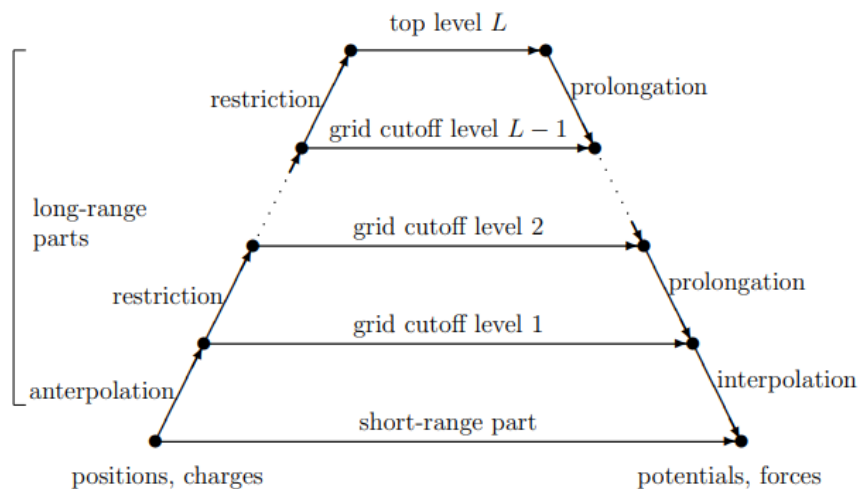 top level L
restriction
prolongation
grid cutoff level L − 1
long-range
parts
grid cutoff level 2
restriction
prolongation
grid cutoff level 1
anterpolation
interpolation
short-range part
positions, charges
potentials, forces